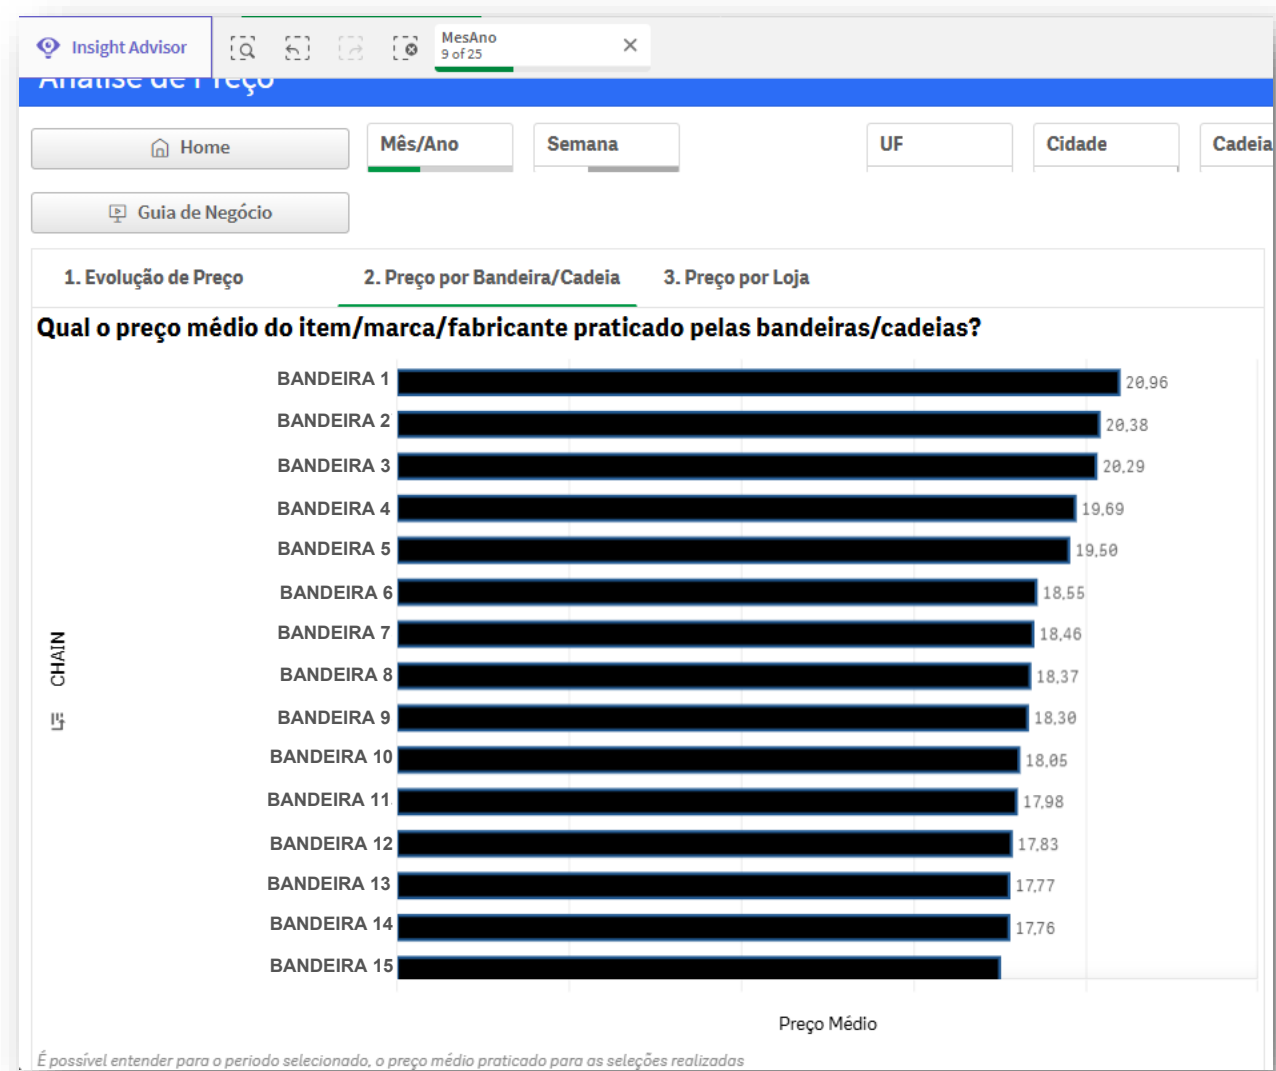 Insight Advisor
MesAno
9 of 25
Análise de Preço
Home
Mês/Ano
Semana
UF
Cidade
Cadeia
Guia de Negócio
1. Evolução de Preço
2. Preço por Bandeira/Cadeia
3. Preço por Loja
Qual o preço médio do item/marca/fabricante praticado pelas bandeiras/cadeias?
BANDEIRA 1 20,96
BANDEIRA 2 20,38
BANDEIRA 3 20,29
BANDEIRA 4 19,69
BANDEIRA 5 19,50
BANDEIRA 6 18,55
BANDEIRA 7 18,46
BANDEIRA 8 18,37
BANDEIRA 9 18,30
BANDEIRA 10 18,05
BANDEIRA 11 17,98
BANDEIRA 12 17,83
BANDEIRA 13 17,77
BANDEIRA 14 17,76
BANDEIRA 15
CHAIN
Preço Médio
É possível entender para o periodo selecionado, o preço médio praticado para as seleções realizadas